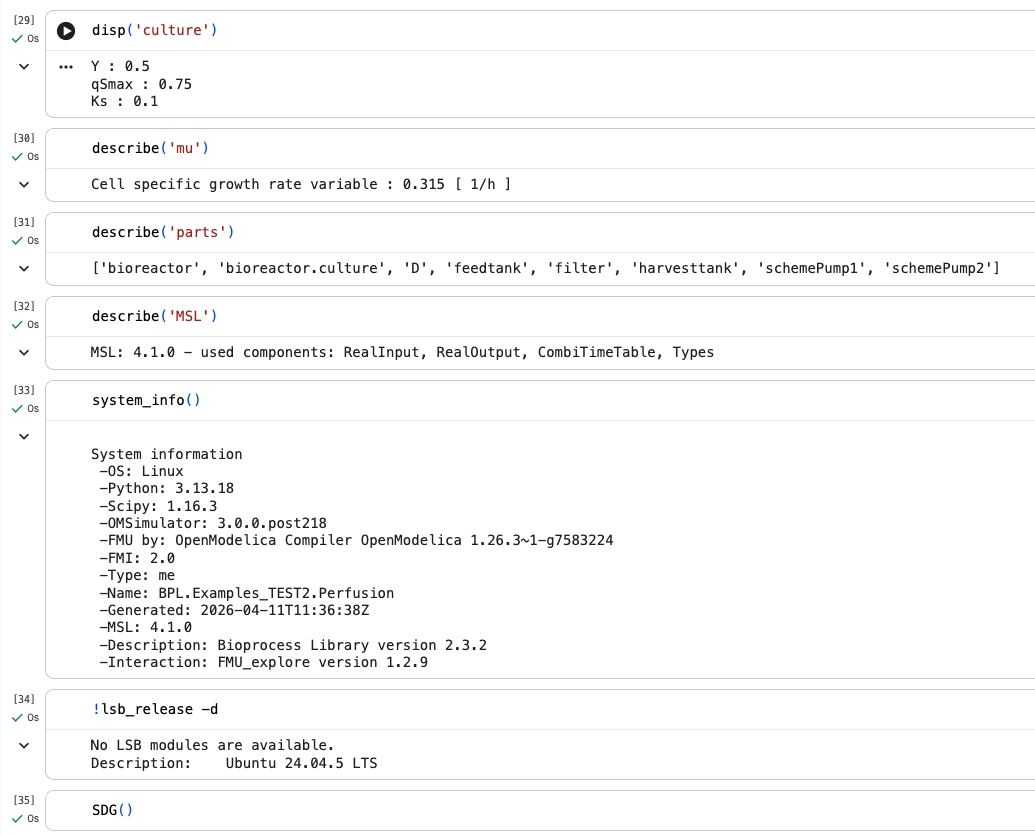 [29]
0s
disp('culture')
Y : 0.5
qSmax : 0.75
Ks : 0.1
[30]
0s
describe('mu')
Cell specific growth rate variable : 0.315 [ 1/h ]
[31]
0s
describe('parts')
['bioreactor', 'bioreactor.culture', 'D', 'feedtank', 'filter', 'harvesttank', 'schemePump1', 'schemePump2']
[32]
0s
describe('MSL')
MSL: 4.1.0 - used components: RealInput, RealOutput, CombiTimeTable, Types
[33]
0s
system_info()
System information
-OS: Linux
-Python: 3.13.18
-Scipy: 1.16.3
-OMSimulator: 3.0.0.post218
-FMU by: OpenModelica Compiler OpenModelica 1.26.3~1-g7583224
-FMI: 2.0
-Type: me
-Name: BPL.Examples_TEST2.Perfusion
-Generated: 2026-04-11T11:36:38Z
-MSL: 4.1.0
-Description: Bioprocess Library version 2.3.2
-Interaction: FMU_explore version 1.2.9
[34]
0s
!lsb_release -d
No LSB modules are available.
Description:    Ubuntu 24.04.5 LTS
[35]
0s
SDG()